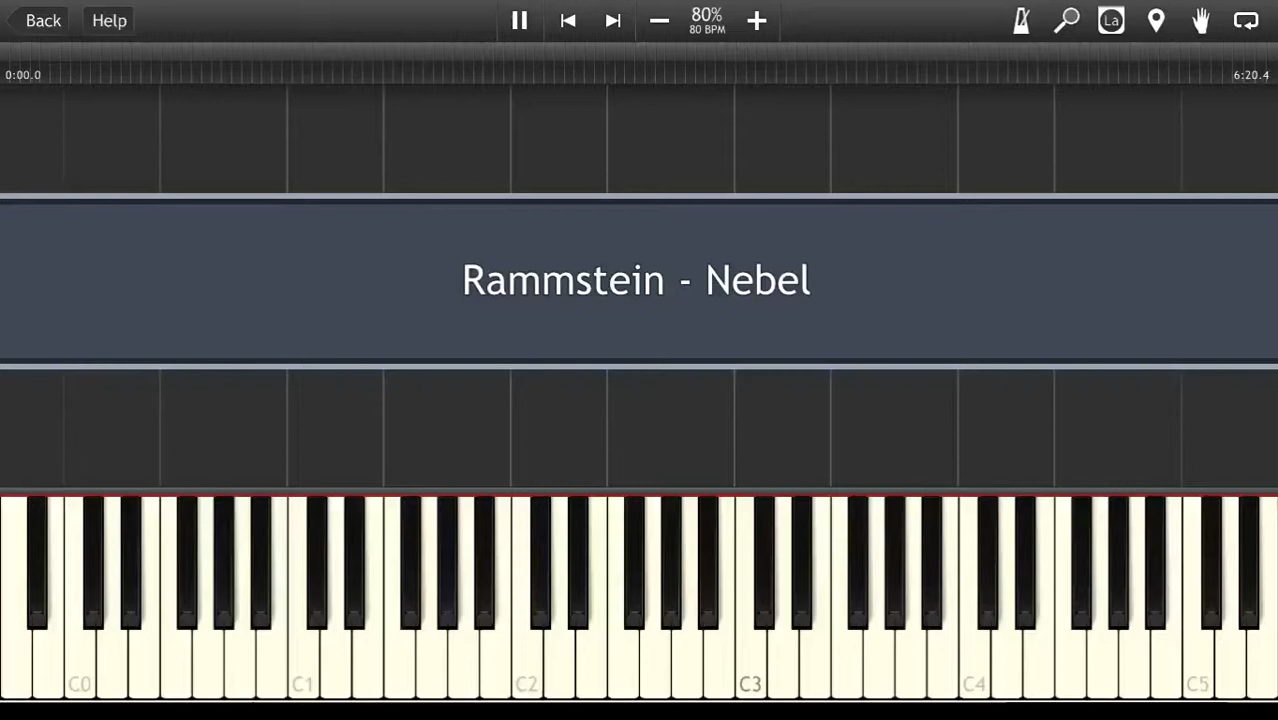 Back Help 80% La
80 BPM
0:00.0 6:20.4
Rammstein - Nebel
C0 C1 C2 C3 C4 C5